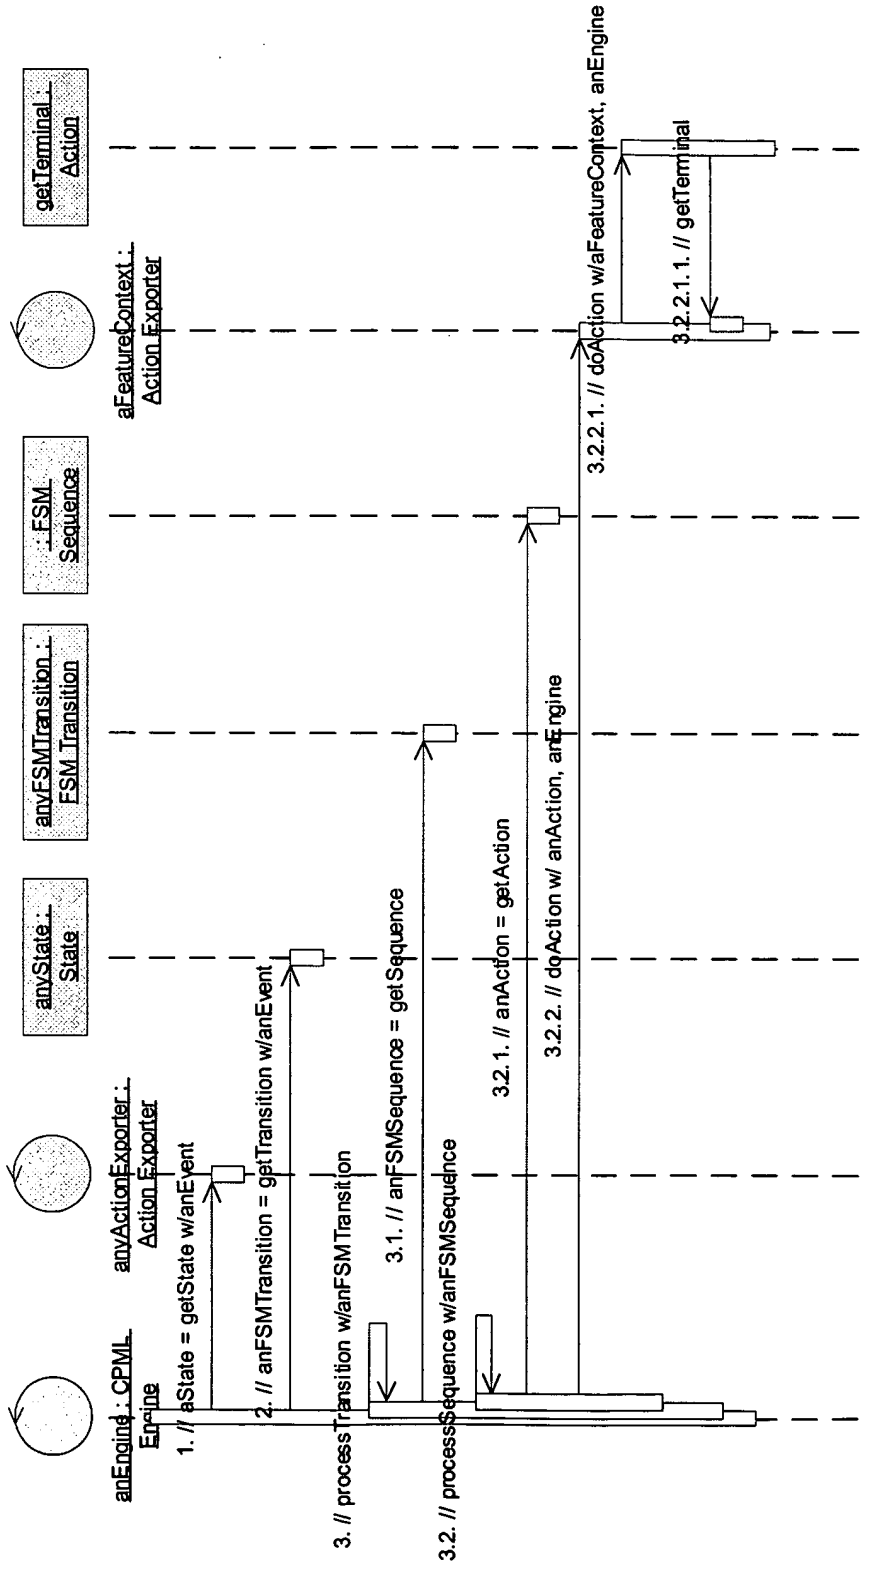 anEngine : CPML
Engine
anyActionExporter :
Action Exporter
anyState :
State
anyFSMTransition :
FSM Transition
: FSM
Sequence
aFeatureContext :
Action Exporter
getTerminal :
Action
1. // aState = getState w/anEvent
2. // anFSMTransition = getTransition w/anEvent
3. // processTransition w/anFSMTransition
3.1. // anFSMSequence = getSequence
3.2. // processSequence w/anFSMSequence
3.2.1. // anAction = getAction
3.2.2. // doAction w/ anAction, anEngine
3.2.2.1. // doAction w/aFeatureContext, anEngine
3.2.2.1.1. // getTerminal